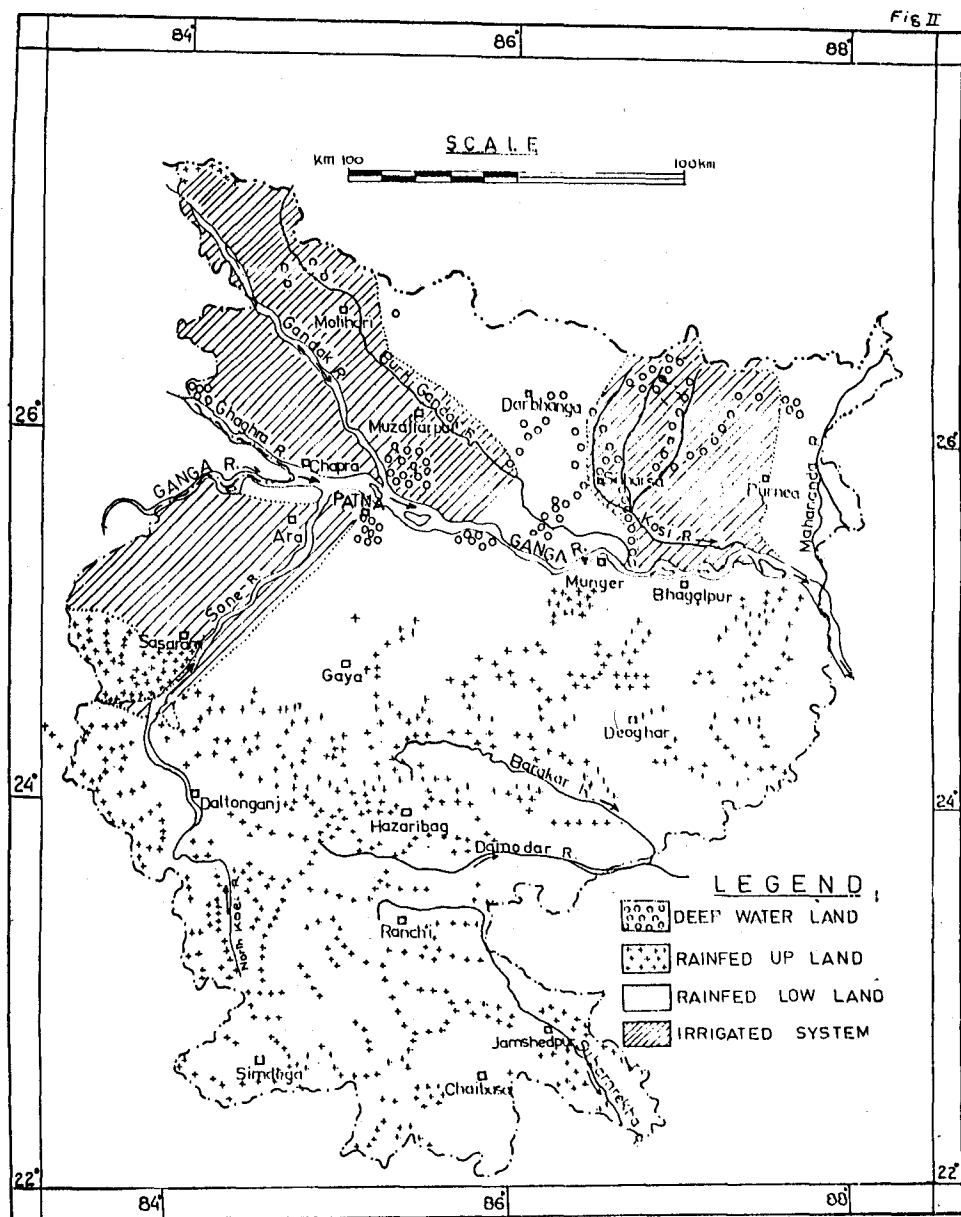 Fig II
84° 86° 88°
SCALE
Km 100 100km
Motihari
Gandak R.
Burhi Gandak R.
26° 26°
Darbhanga
Muzaffarpur
Ghaghra R.
Chapra
GANGA R.
PATNA
Saharsa
Purnea
Mahananda
Kosi R.
Ara
GANGA R.
Munger
Bhagalpur
Sone R.
Sasaram
Gaya
Deoghar
Barakar
24° 24°
Daltonganj
Hazaribag
Damodar R.
LEGEND
DEEP WATER LAND
Ranchi
North Koel R.
RAINFED UP LAND
RAINFED LOW LAND
IRRIGATED SYSTEM
Jamshedpur
Simdega
Chaibasa
22° 22°
84° 86° 88°